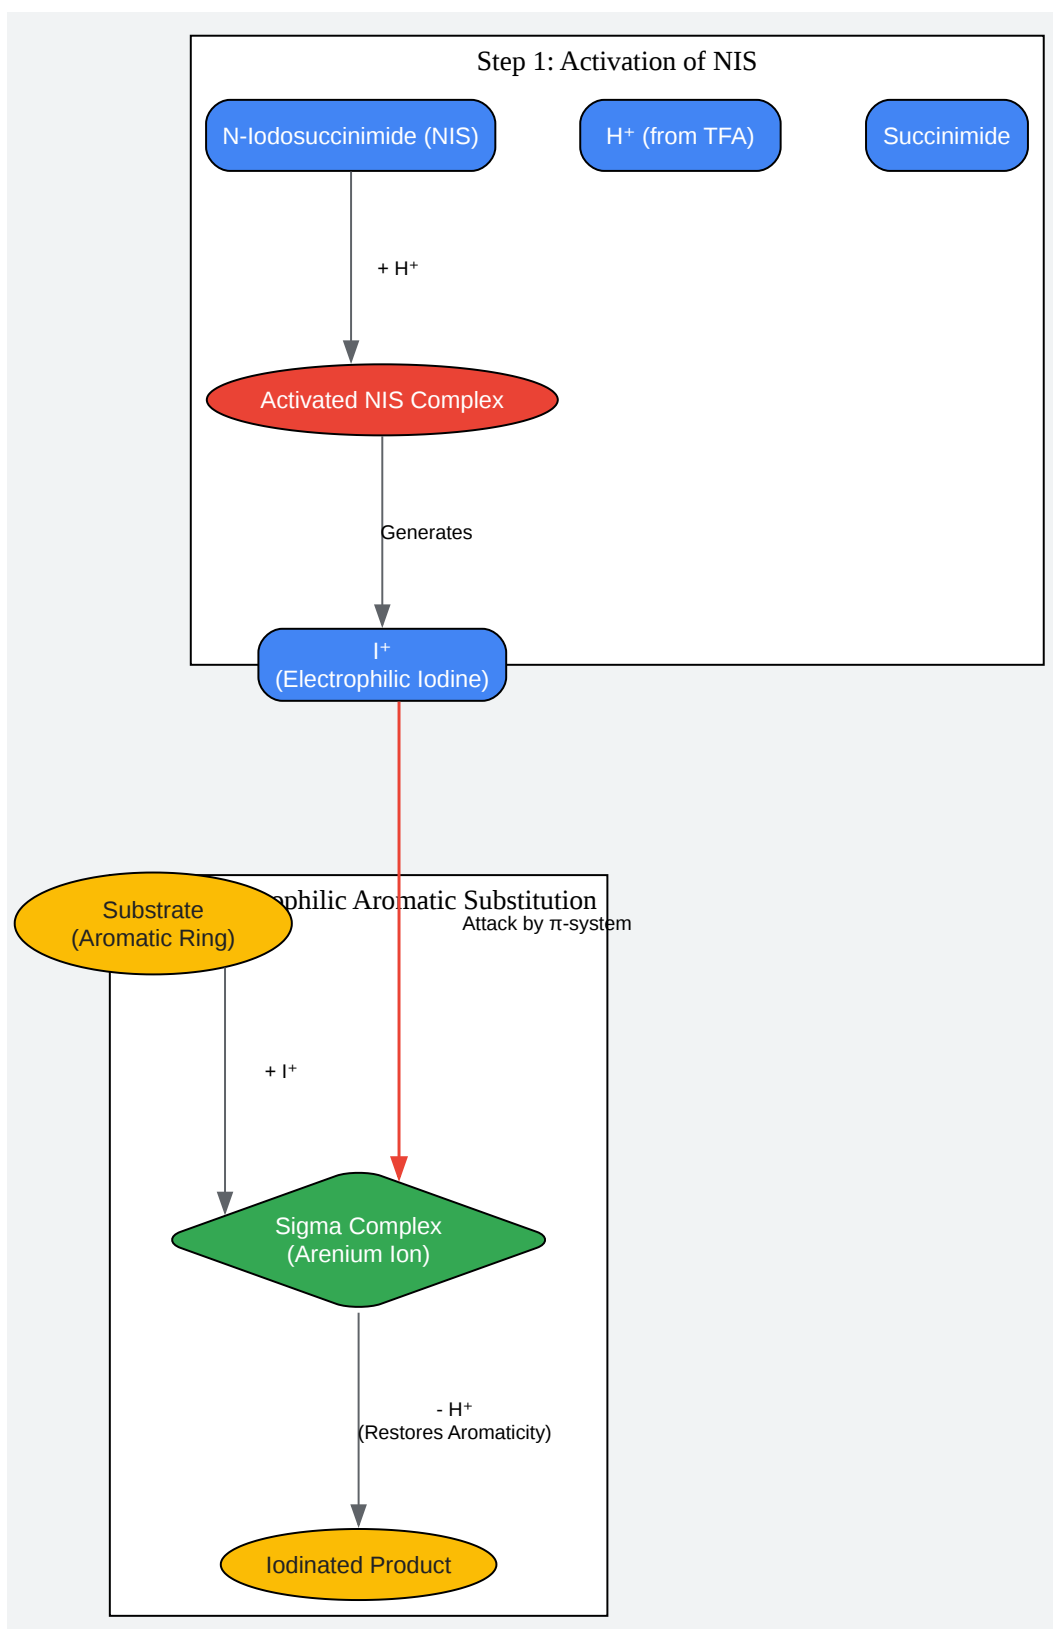 Step 1: Activation of NIS
N-Iodosuccinimide (NIS)
H⁺ (from TFA)
Succinimide
+ H⁺
Activated NIS Complex
Generates
I⁺
(Electrophilic Iodine)
Aromatic Substitution
Attack by π-system
Substrate
(Aromatic Ring)
+ I⁺
Sigma Complex
(Arenium Ion)
- H⁺
(Restores Aromaticity)
Iodinated Product